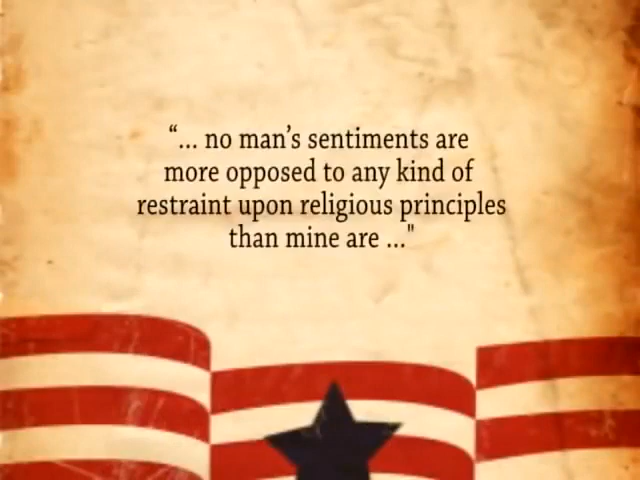 “... no man’s sentiments are
more opposed to any kind of
restraint upon religious principles
than mine are ..."